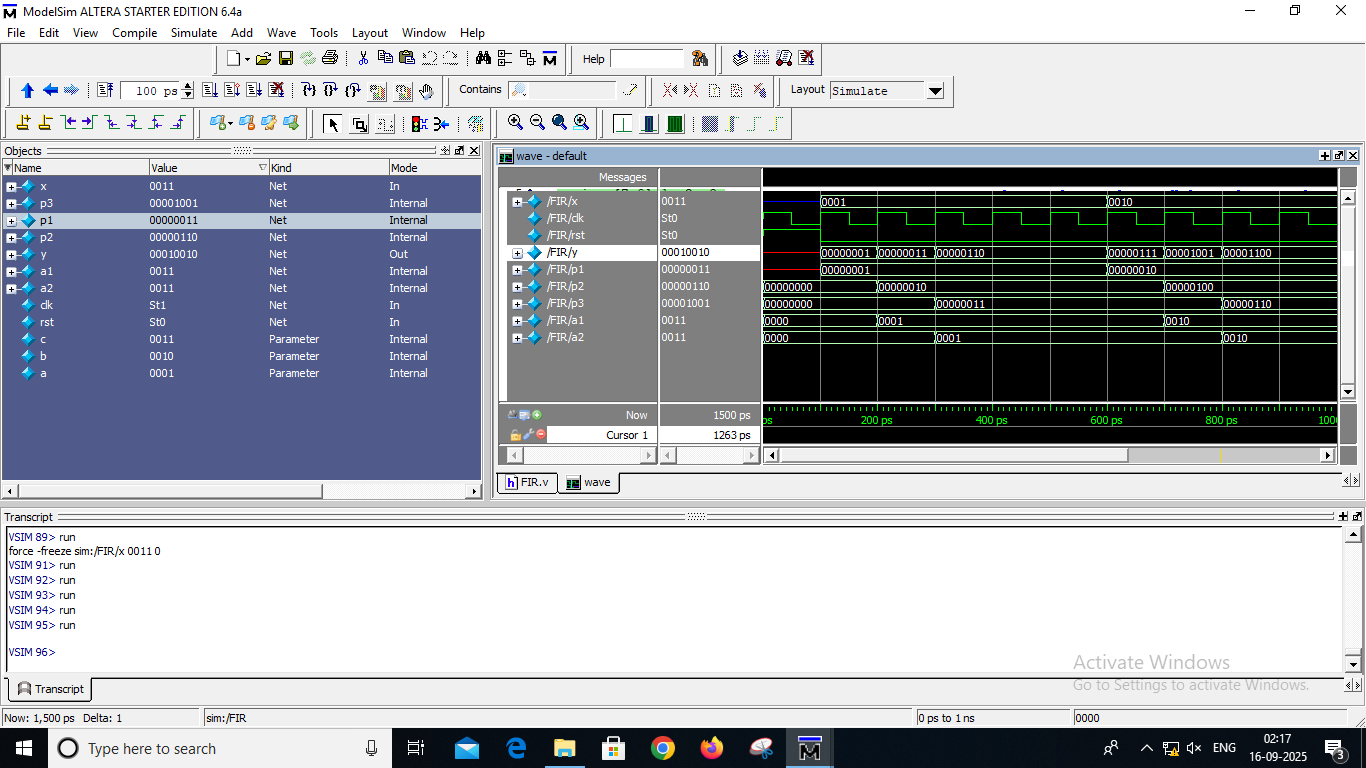 ModelSim ALTERA STARTER EDITION 6.4a
File Edit View Compile Simulate Add Wave Tools Layout Window Help
Help
100 ps
Contains
Layout Simulate
Objects
Name Value Kind Mode
x 0011 Net In
p3 00001001 Net Internal
p1 00000011 Net Internal
p2 00000110 Net Internal
y 00010010 Net Out
a1 0011 Net Internal
a2 0011 Net Internal
clk St1 Net In
rst St0 Net In
c 0011 Parameter Internal
b 0010 Parameter Internal
a 0001 Parameter Internal
wave - default
Messages
/FIR/x 0011 0001 0010
/FIR/clk St0
/FIR/rst St0
/FIR/y 00010010 00000001 00000011 00000110 00000111 00001001 00001100
/FIR/p1 00000011 00000001 00000010
/FIR/p2 00000110 00000000 00000010 00000100
/FIR/p3 00001001 00000000 00000011 00000110
/FIR/a1 0011 0000 0001 0010
/FIR/a2 0011 0000 0001 0010
Now 1500 ps ps 200 ps 400 ps 600 ps 800 ps 100
Cursor 1 1263 ps
FIR.v wave
Transcript
VSIM 89> run
force -freeze sim:/FIR/x 0011 0
VSIM 91> run
VSIM 92> run
VSIM 93> run
VSIM 94> run
VSIM 95> run
VSIM 96>
Activate Windows
Go to Settings to activate Windows.
Transcript
Now: 1,500 ps Delta: 1 sim:/FIR 0 ps to 1 ns 0000
Type here to search
ENG
02:17
16-09-2025
3